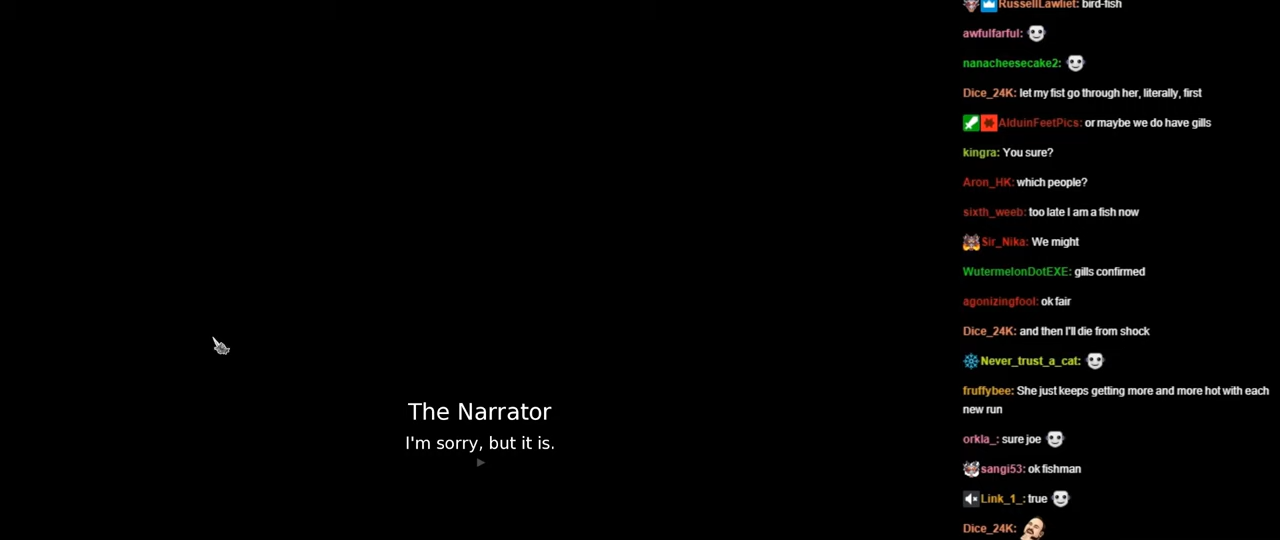 RussellLawliet: bird-fish
awfulfarful:
nanacheesecake2:
Dice_24K: let my fist go through her, literally, first
AlduinFeetPics: or maybe we do have gills
kingra: You sure?
Aron_HK: which people?
sixth_weeb: too late I am a fish now
Sir_Nika: We might
WutermelonDotEXE: gills confirmed
agonizingfool: ok fair
Dice_24K: and then I'll die from shock
Never_trust_a_cat:
fruffybee: She just keeps getting more and more hot with each
new run
orkla_: sure joe
sangi53: ok fishman
Link_1_: true
Dice_24K:
The Narrator
I'm sorry, but it is.